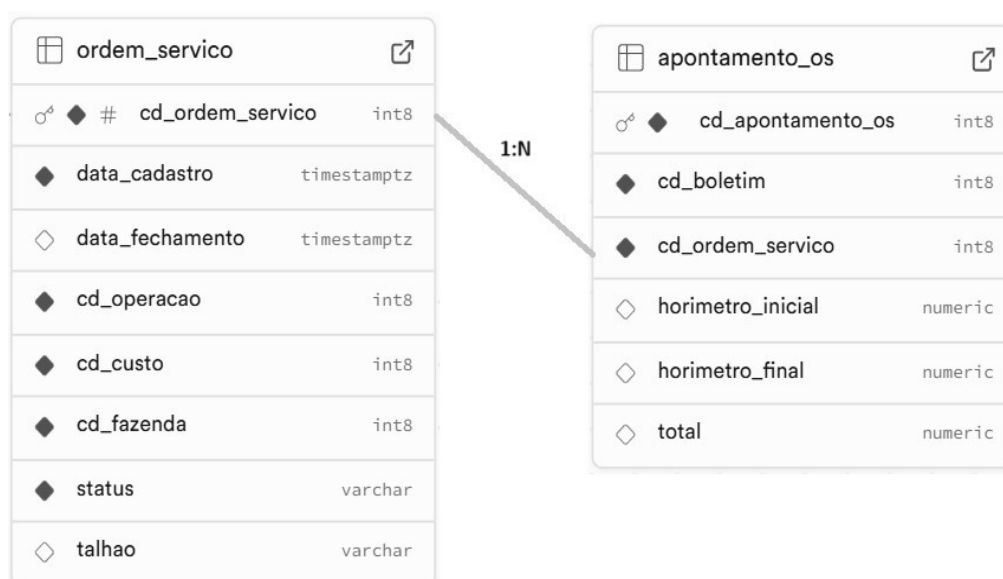 ordem_servico
# cd_ordem_servico int8
data_cadastro timestamptz
data_fechamento timestamptz
cd_operacao int8
cd_custo int8
cd_fazenda int8
status varchar
talhao varchar
1:N
apontamento_os
cd_apontamento_os int8
cd_boletim int8
cd_ordem_servico int8
horimetro_inicial numeric
horimetro_final numeric
total numeric